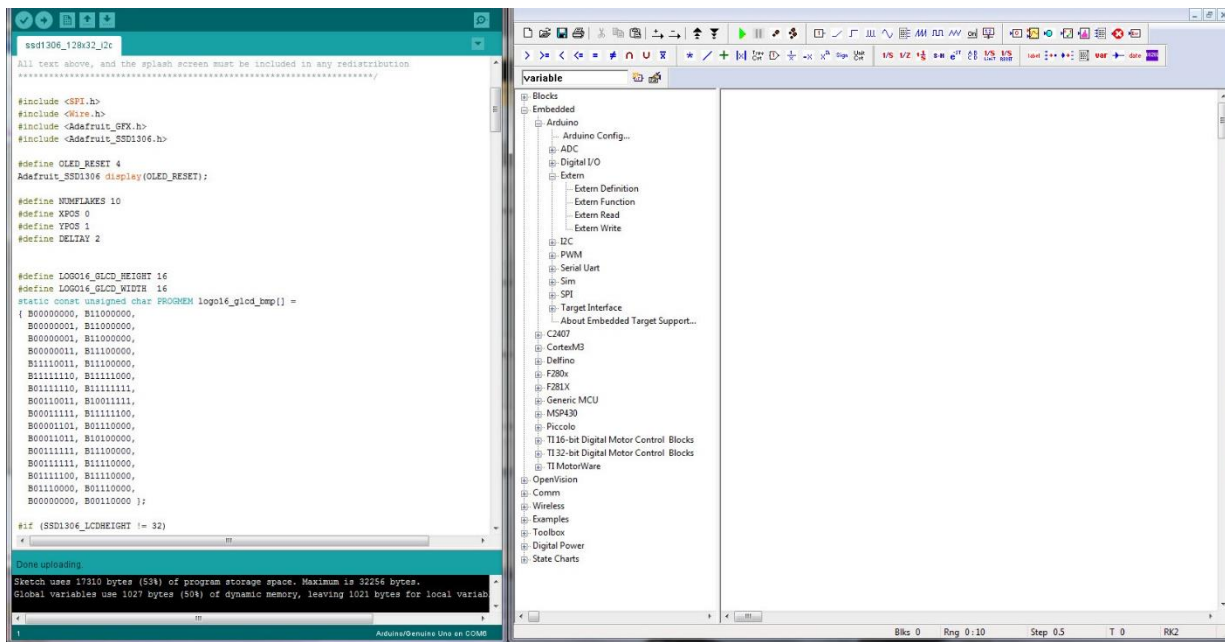 ssd1306_128x32_i2c
All text above, and the splash screen must be included in any redistribution
*********************************************************************/
#include <SPI.h>
#include <Wire.h>
#include <Adafruit_GFX.h>
#include <Adafruit_SSD1306.h>
#define OLED_RESET 4
Adafruit_SSD1306 display(OLED_RESET);
#define NUMFLAKES 10
#define XPOS 0
#define YPOS 1
#define DELTAY 2
#define LOGO16_GLCD_HEIGHT 16
#define LOGO16_GLCD_WIDTH 16
static const unsigned char PROGMEM logo16_glcd_bmp[] =
{ B00000000, B11000000,
B00000001, B11000000,
B00000001, B11000000,
B00000011, B11100000,
B11110011, B11100000,
B11111110, B11111000,
B01111110, B11111111,
B00110011, B10011111,
B00011111, B11111100,
B00001101, B01110000,
B00011011, B10100000,
B00111111, B11100000,
B00111111, B11110000,
B01111100, B11110000,
B01110000, B01110000,
B00000000, B00110000 };
#if (SSD1306_LCDHEIGHT != 32)
Done uploading.
Sketch uses 17310 bytes (53%) of program storage space. Maximum is 32256 bytes.
Global variables use 1027 bytes (50%) of dynamic memory, leaving 1021 bytes for local variab
1
Arduino/Genuino Uno on COM6
variable
Blocks
Embedded
Arduino
Arduino Config...
ADC
Digital I/O
Extern
Extern Definition
Extern Function
Extern Read
Extern Write
I2C
PWM
Serial Uart
Sim
SPI
Target Interface
About Embedded Target Support...
C2407
CortexM3
Delfino
F280x
F281X
Generic MCU
MSP430
Piccolo
TI 16-bit Digital Motor Control Blocks
TI 32-bit Digital Motor Control Blocks
TI MotorWare
OpenVision
Comm
Wireless
Examples
Toolbox
Digital Power
State Charts
Blks 0 Rng 0:10 Step 0.5 T 0 RK2